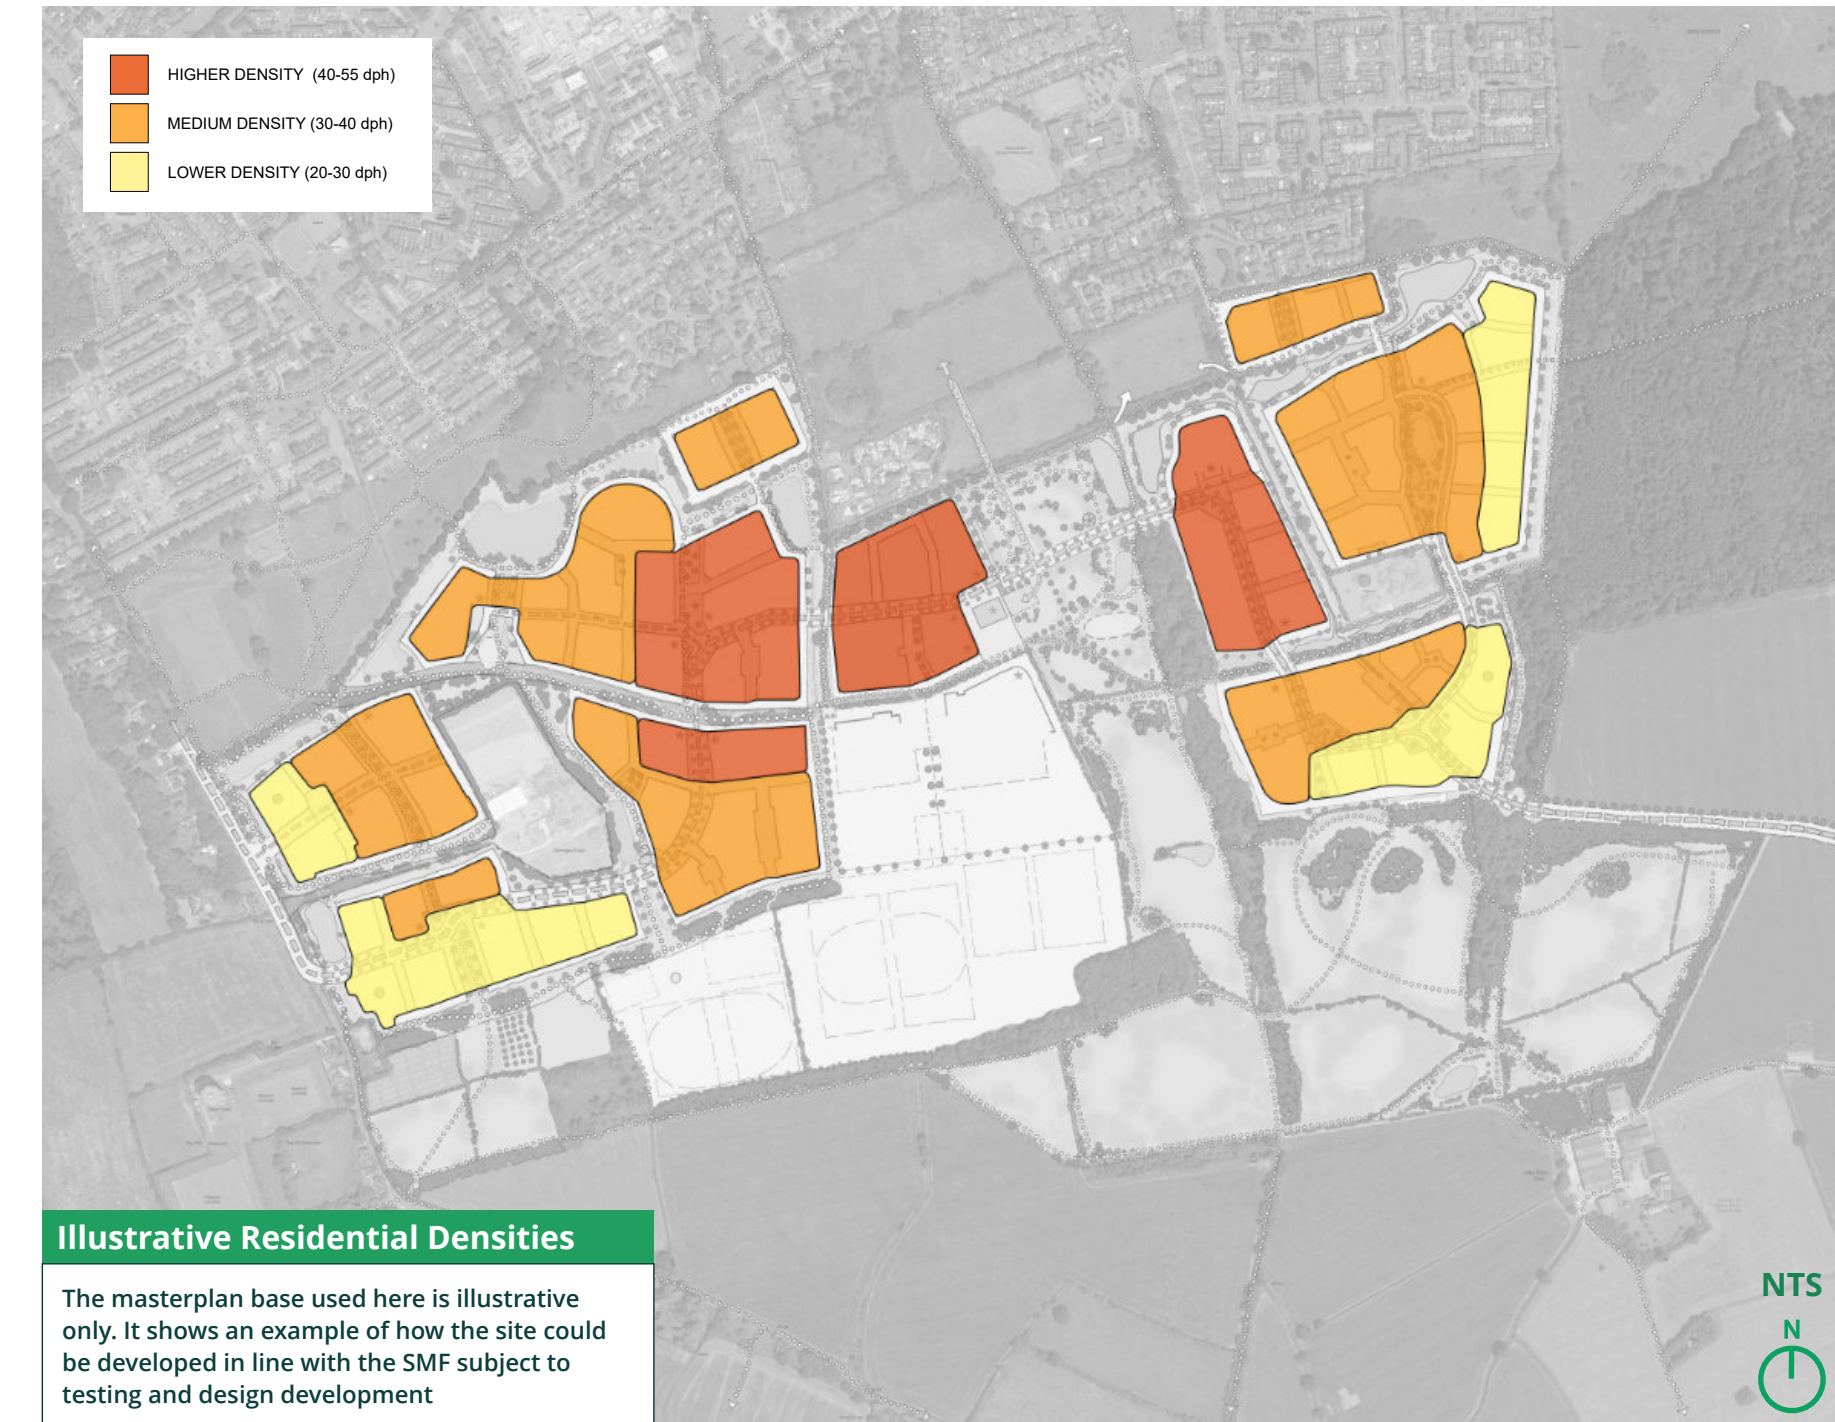 HIGHER DENSITY (40-55 dph)
MEDIUM DENSITY (30-40 dph)
LOWER DENSITY (20-30 dph)
Illustrative Residential Densities
The masterplan base used here is illustrative
only. It shows an example of how the site could
be developed in line with the SMF subject to
testing and design development
NTS
N